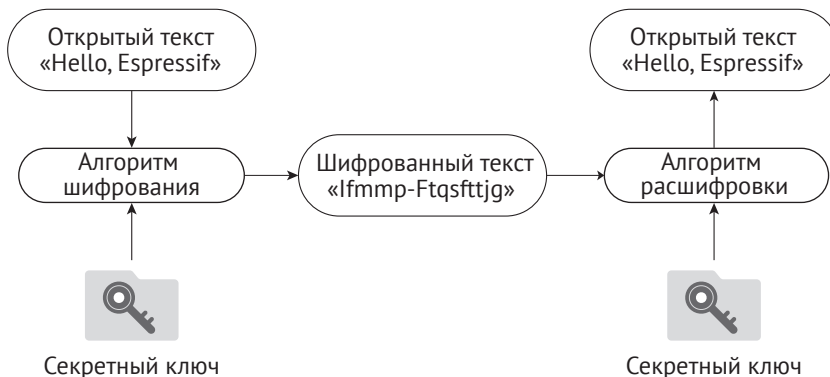 Открытый текст
«Hello, Espressif»
Открытый текст
«Hello, Espressif»
Алгоритм
шифрования
Шифрованный текст
«Ifmmp-Ftqsfttjg»
Алгоритм
расшифровки
Секретный ключ
Секретный ключ